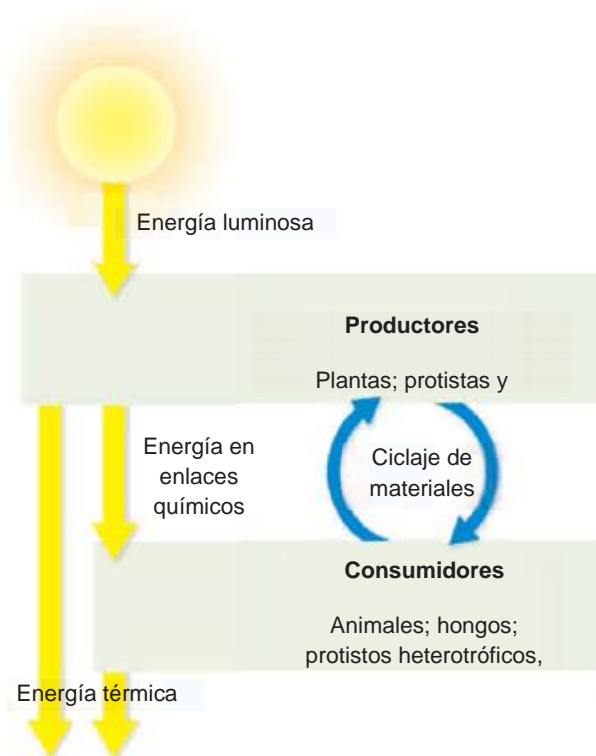 Energía luminosa
Productores
Plantas; protistas y
Energía en
enlaces
químicos
Ciclaje de
materiales
Consumidores
Animales; hongos;
protistos heterotróficos,
Energía térmica